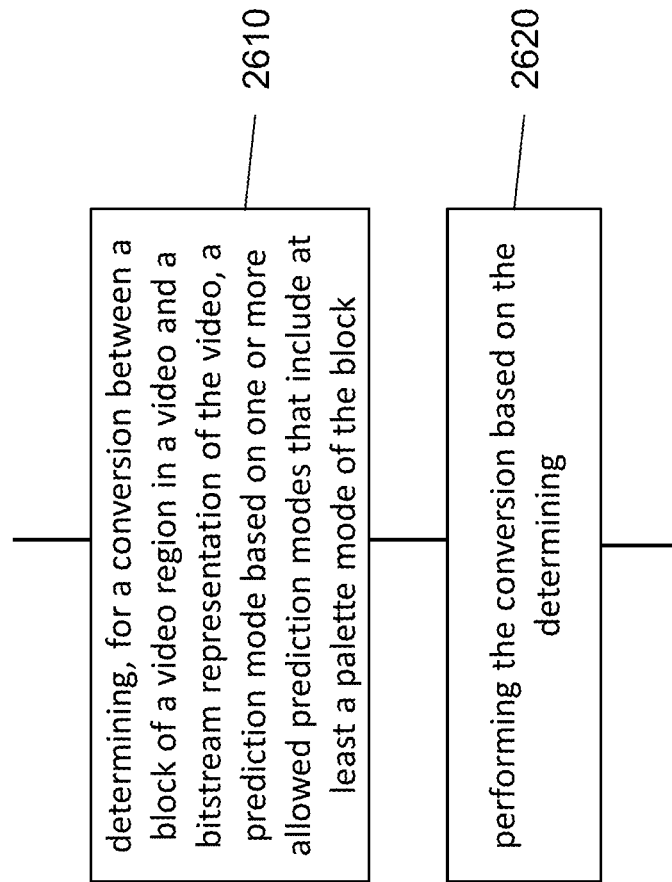 determining, for a conversion between a
block of a video region in a video and a
bitstream representation of the video, a
prediction mode based on one or more
allowed prediction modes that include at
least a palette mode of the block
2610
performing the conversion based on the
determining
2620